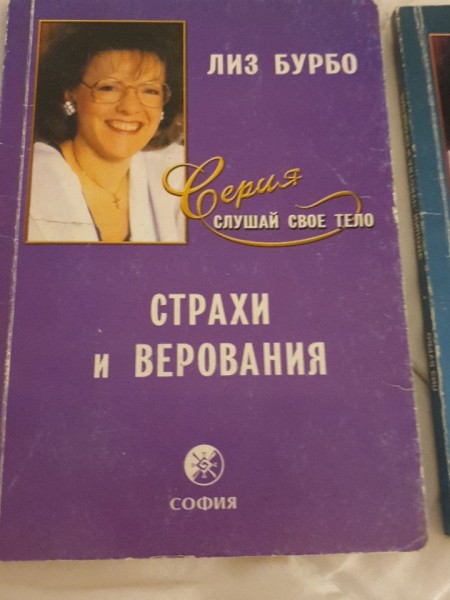 ЛИЗ БУРБО
Серия
СЛУШАЙ СВОЕ ТЕЛО
СТРАХИ
и ВЕРОВАНИЯ
СОФИЯ